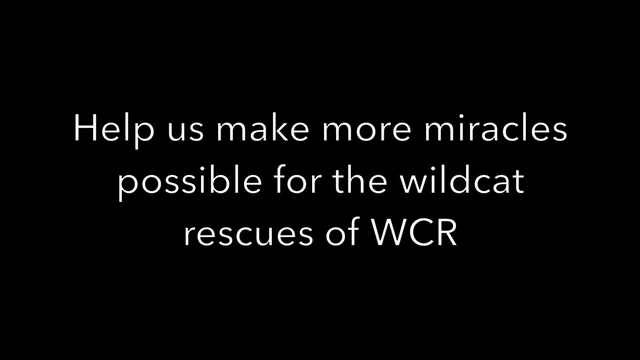 Help us make more miracles
possible for the wildcat
rescues of WCR